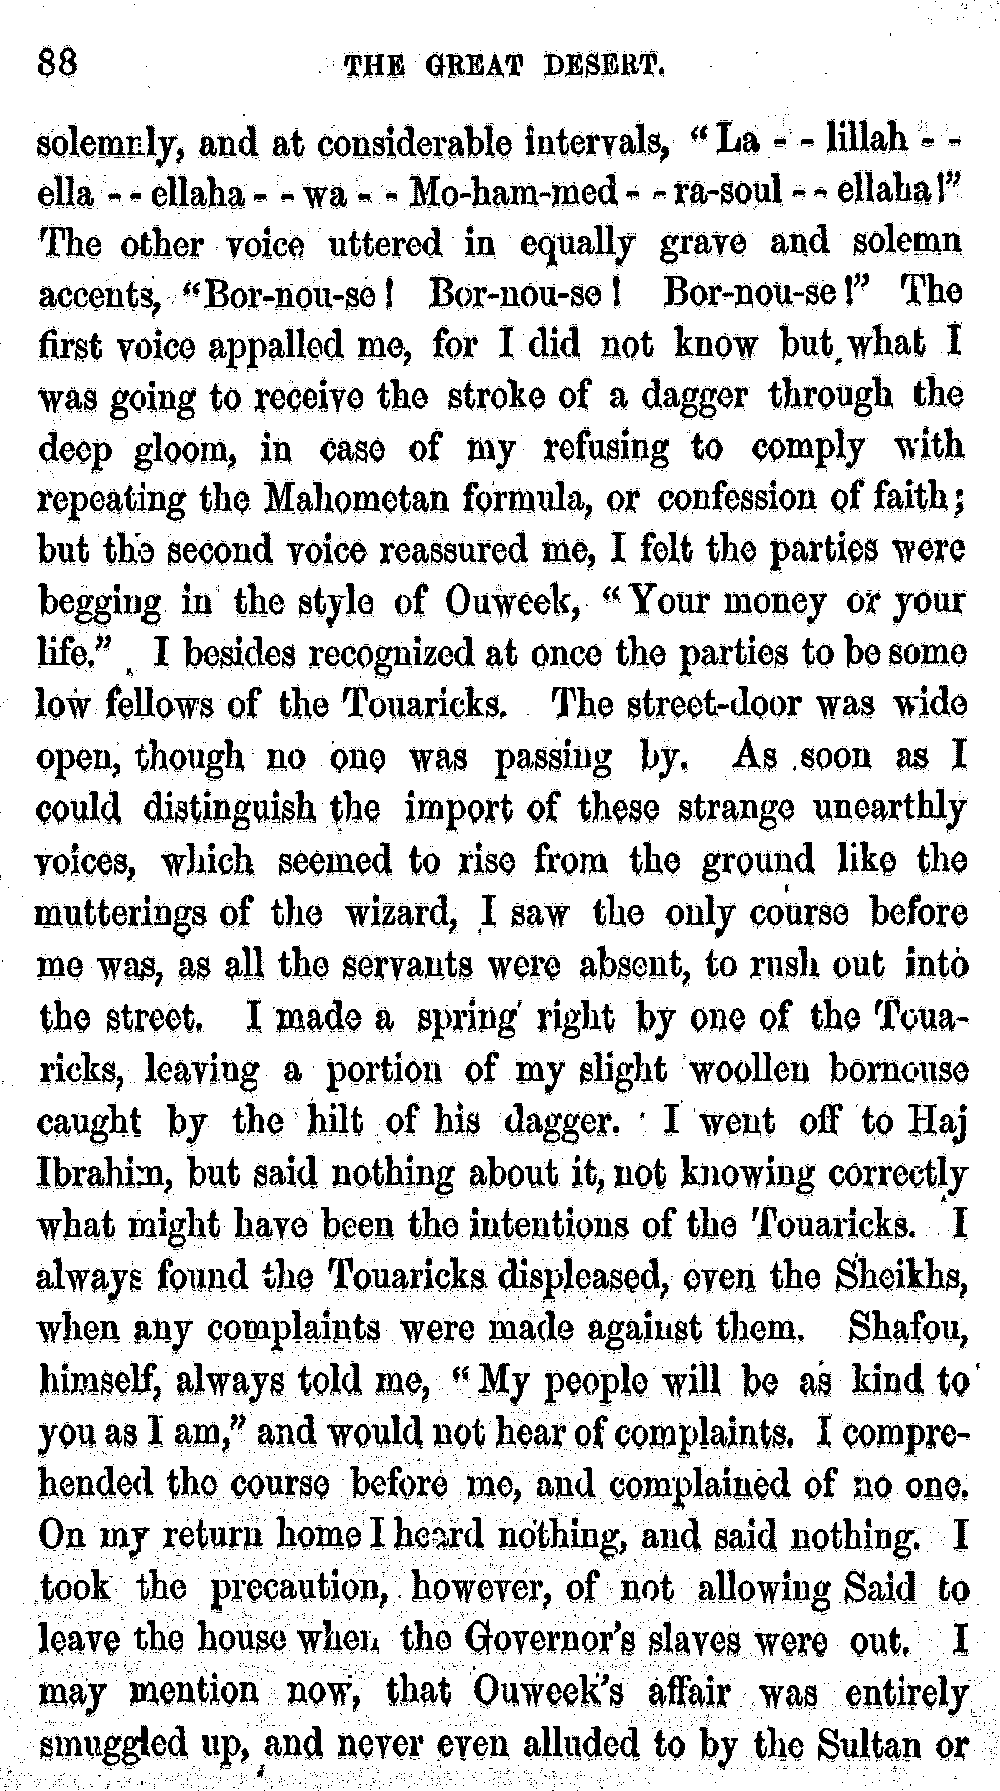 88 THE GREAT DESERT.
solemnly, and at considerable intervals, “La - - lillah - -
ella - - ellaha - - wa - - Mo-ham-med - - ra-soul - - ellaha!”
The other voice uttered in equally grave and solemn
accents, “Bor-nou-se! Bor-nou-se! Bor-nou-se!” The
first voice appalled me, for I did not know but what I
was going to receive the stroke of a dagger through the
deep gloom, in case of my refusing to comply with
repeating the Mahometan formula, or confession of faith;
but the second voice reassured me, I felt the parties were
begging in the style of Ouweek, “Your money or your
life.” I besides recognized at once the parties to be some
low fellows of the Touaricks. The street-door was wide
open, though no one was passing by. As soon as I
could distinguish the import of these strange unearthly
voices, which seemed to rise from the ground like the
mutterings of the wizard, I saw the only course before
me was, as all the servants were absent, to rush out into
the street. I made a spring right by one of the Toua-
ricks, leaving a portion of my slight woollen bornouse
caught by the hilt of his dagger. I went off to Haj
Ibrahim, but said nothing about it, not knowing correctly
what might have been the intentions of the Touaricks. I
always found the Touaricks displeased, even the Sheikhs,
when any complaints were made against them. Shafou,
himself, always told me, “My people will be as kind to
you as I am,” and would not hear of complaints. I compre-
hended the course before me, and complained of no one.
On my return home I heard nothing, and said nothing. I
took the precaution, however, of not allowing Said to
leave the house when the Governor's slaves were out. I
may mention now, that Ouweek's affair was entirely
smuggled up, and never even alluded to by the Sultan or